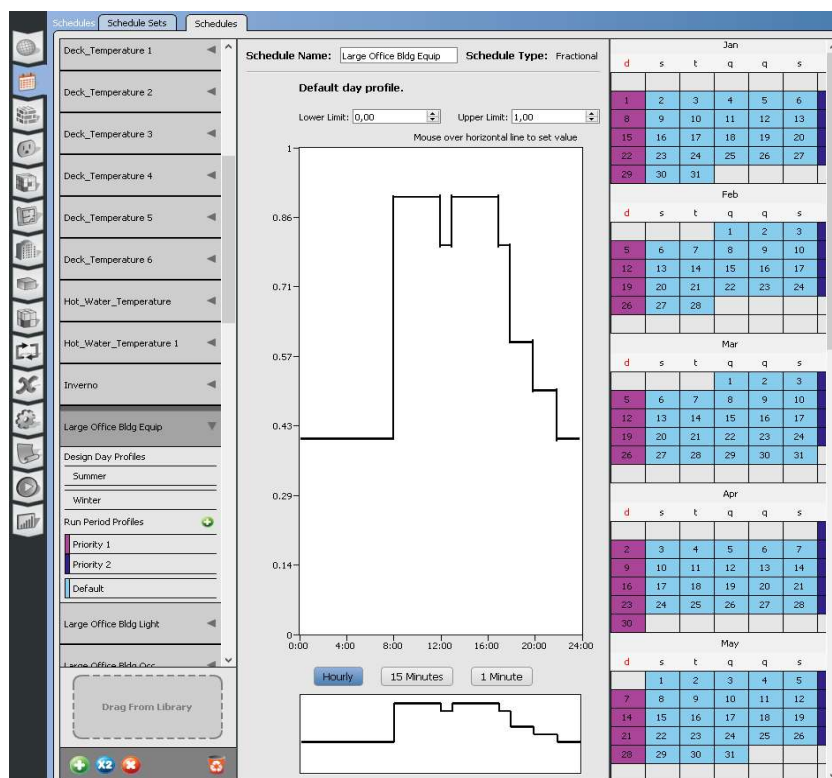 Schedules Schedule Sets Schedules
Deck_Temperature 1
Deck_Temperature 2
Deck_Temperature 3
Deck_Temperature 4
Deck_Temperature 5
Deck_Temperature 6
Hot_Water_Temperature
Hot_Water_Temperature 1
Inverno
Large Office Bldg Equip
Design Day Profiles
Summer
Winter
Run Period Profiles
Priority 1
Priority 2
Default
Large Office Bldg Light
Large Office Bldg Occ
Drag From Library
X2
Schedule Name: Large Office Bldg Equip Schedule Type: Fractional
Default day profile.
Lower Limit: 0,00 Upper Limit: 1,00
Mouse over horizontal line to set value
1
0.86
0.71
0.57
0.43
0.29
0.14
0
0:00 4:00 8:00 12:00 16:00 20:00 24:00
Hourly 15 Minutes 1 Minute
Jan
d s t q q s
1 2 3 4 5 6
8 9 10 11 12 13
15 16 17 18 19 20
22 23 24 25 26 27
29 30 31
Feb
d s t q q s
1 2 3
5 6 7 8 9 10
12 13 14 15 16 17
19 20 21 22 23 24
26 27 28
Mar
d s t q q s
1 2 3
5 6 7 8 9 10
12 13 14 15 16 17
19 20 21 22 23 24
26 27 28 29 30 31
Apr
d s t q q s
2 3 4 5 6 7
9 10 11 12 13 14
16 17 18 19 20 21
23 24 25 26 27 28
30
May
d s t q q s
1 2 3 4 5
7 8 9 10 11 12
14 15 16 17 18 19
21 22 23 24 25 26
28 29 30 31